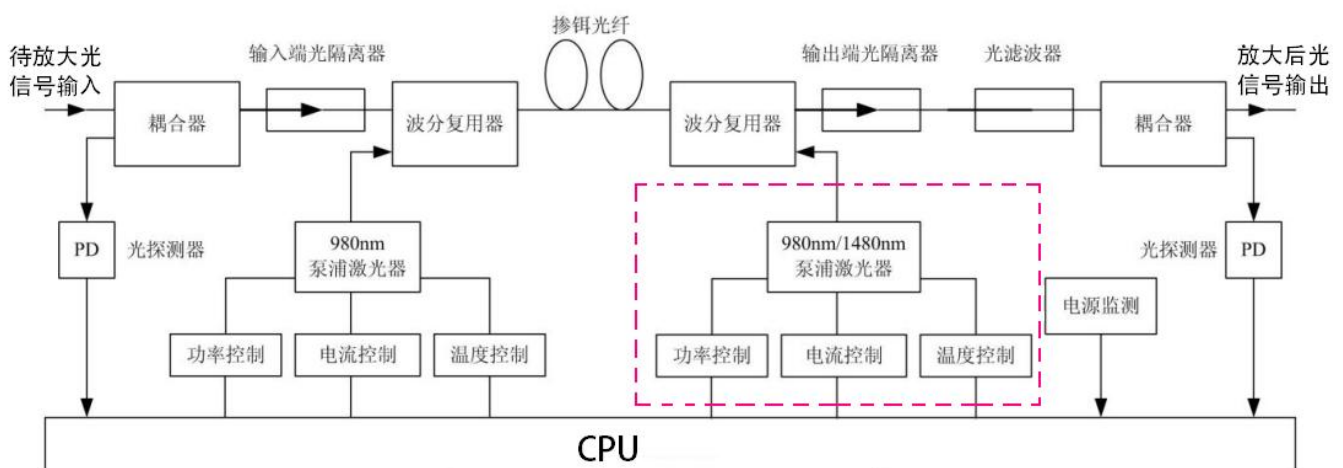 掺铒光纤
待放大光
信号输入
输入端光隔离器
输出端光隔离器
光滤波器
放大后光
信号输出
耦合器
波分复用器
波分复用器
耦合器
PD
光探测器
980nm
泵浦激光器
980nm/1480nm
泵浦激光器
光探测器
PD
电源监测
功率控制
电流控制
温度控制
功率控制
电流控制
温度控制
CPU